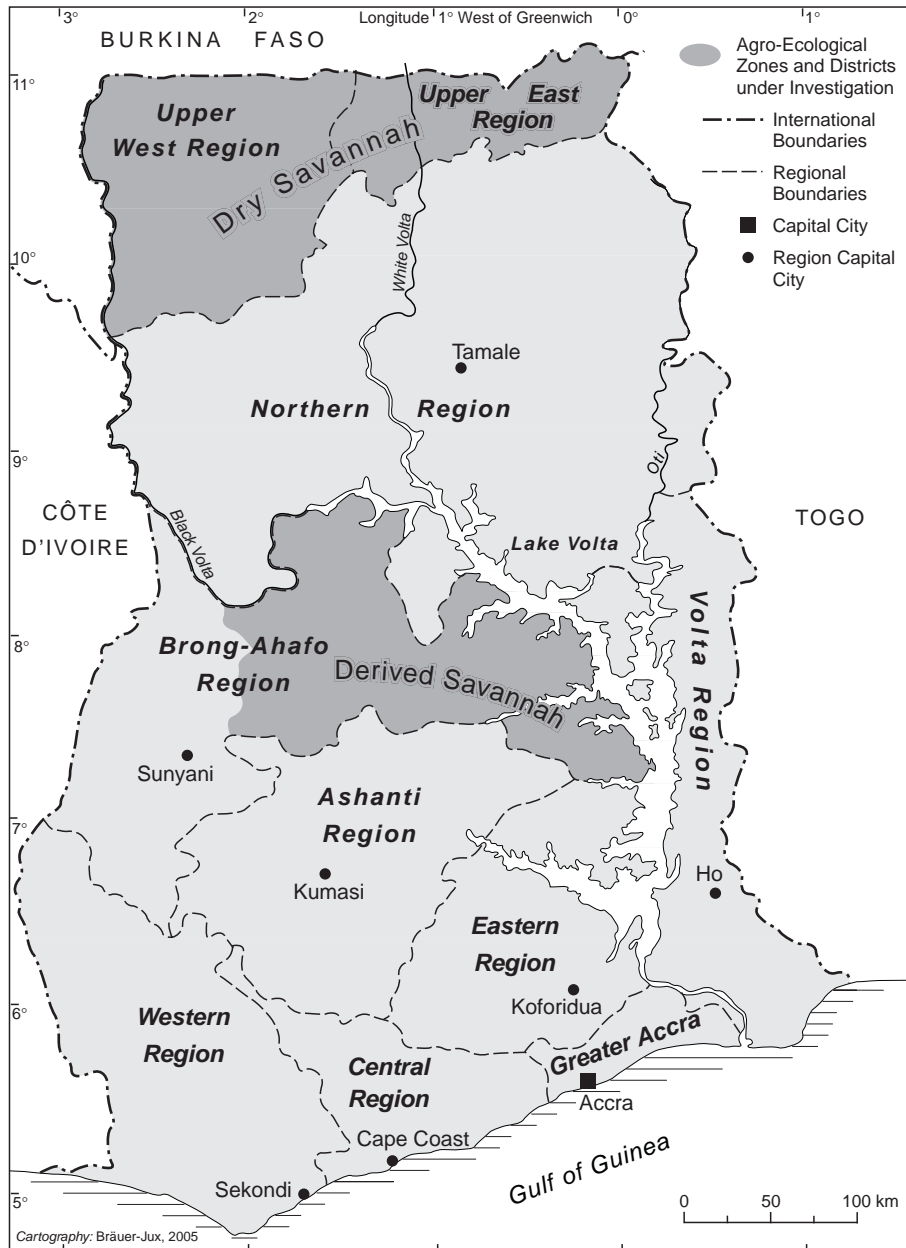 3°
2°
Longitude 1° West of Greenwich
0°
1°
BURKINA FASO
11°
Upper
West Region
Upper East
Region
Dry Savannah
Agro-Ecological
Zones and Districts
under Investigation
International
Boundaries
Regional
Boundaries
Capital City
Region Capital
City
10°
White Volta
Tamale
Northern Region
9°
Oti
CÔTE
D'IVOIRE
Black Volta
Lake Volta
TOGO
8°
Brong-Ahafo
Region
Derived Savannah
Volta Region
Sunyani
Ashanti
Region
7°
Kumasi
Ho
Eastern
Region
Koforidua
6°
Western
Region
Central
Region
Greater Accra
Accra
Cape Coast
Gulf of Guinea
5°
Sekondi
0 50 100 km
Cartography: Bräuer-Jux, 2005